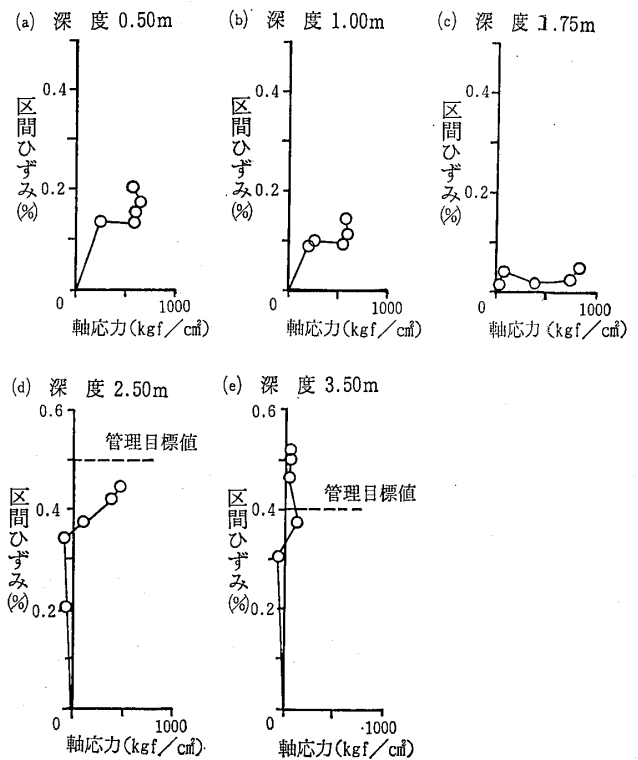 (a) 深 度 0.50m
(b) 深 度 1.00m
(c) 深 度 1.75m
区間ひずみ(%)
0.4
0.2
0
1000
軸応力(kgf/c㎡)
区間ひずみ(%)
0.4
0.2
0
1000
軸応力(kgf/c㎡)
区間ひずみ(%)
0.4
0.2
0
1000
軸応力(kgf/c㎡)
(d) 深 度 2.50m
(e) 深 度 3.50m
区間ひずみ(%)
0.6
管理目標値
0.4
0.2
0
1000
軸応力(kgf/c㎡)
区間ひずみ(%)
0.6
管理目標値
0.4
0.2
0
1000
軸応力(kgf/c㎡)